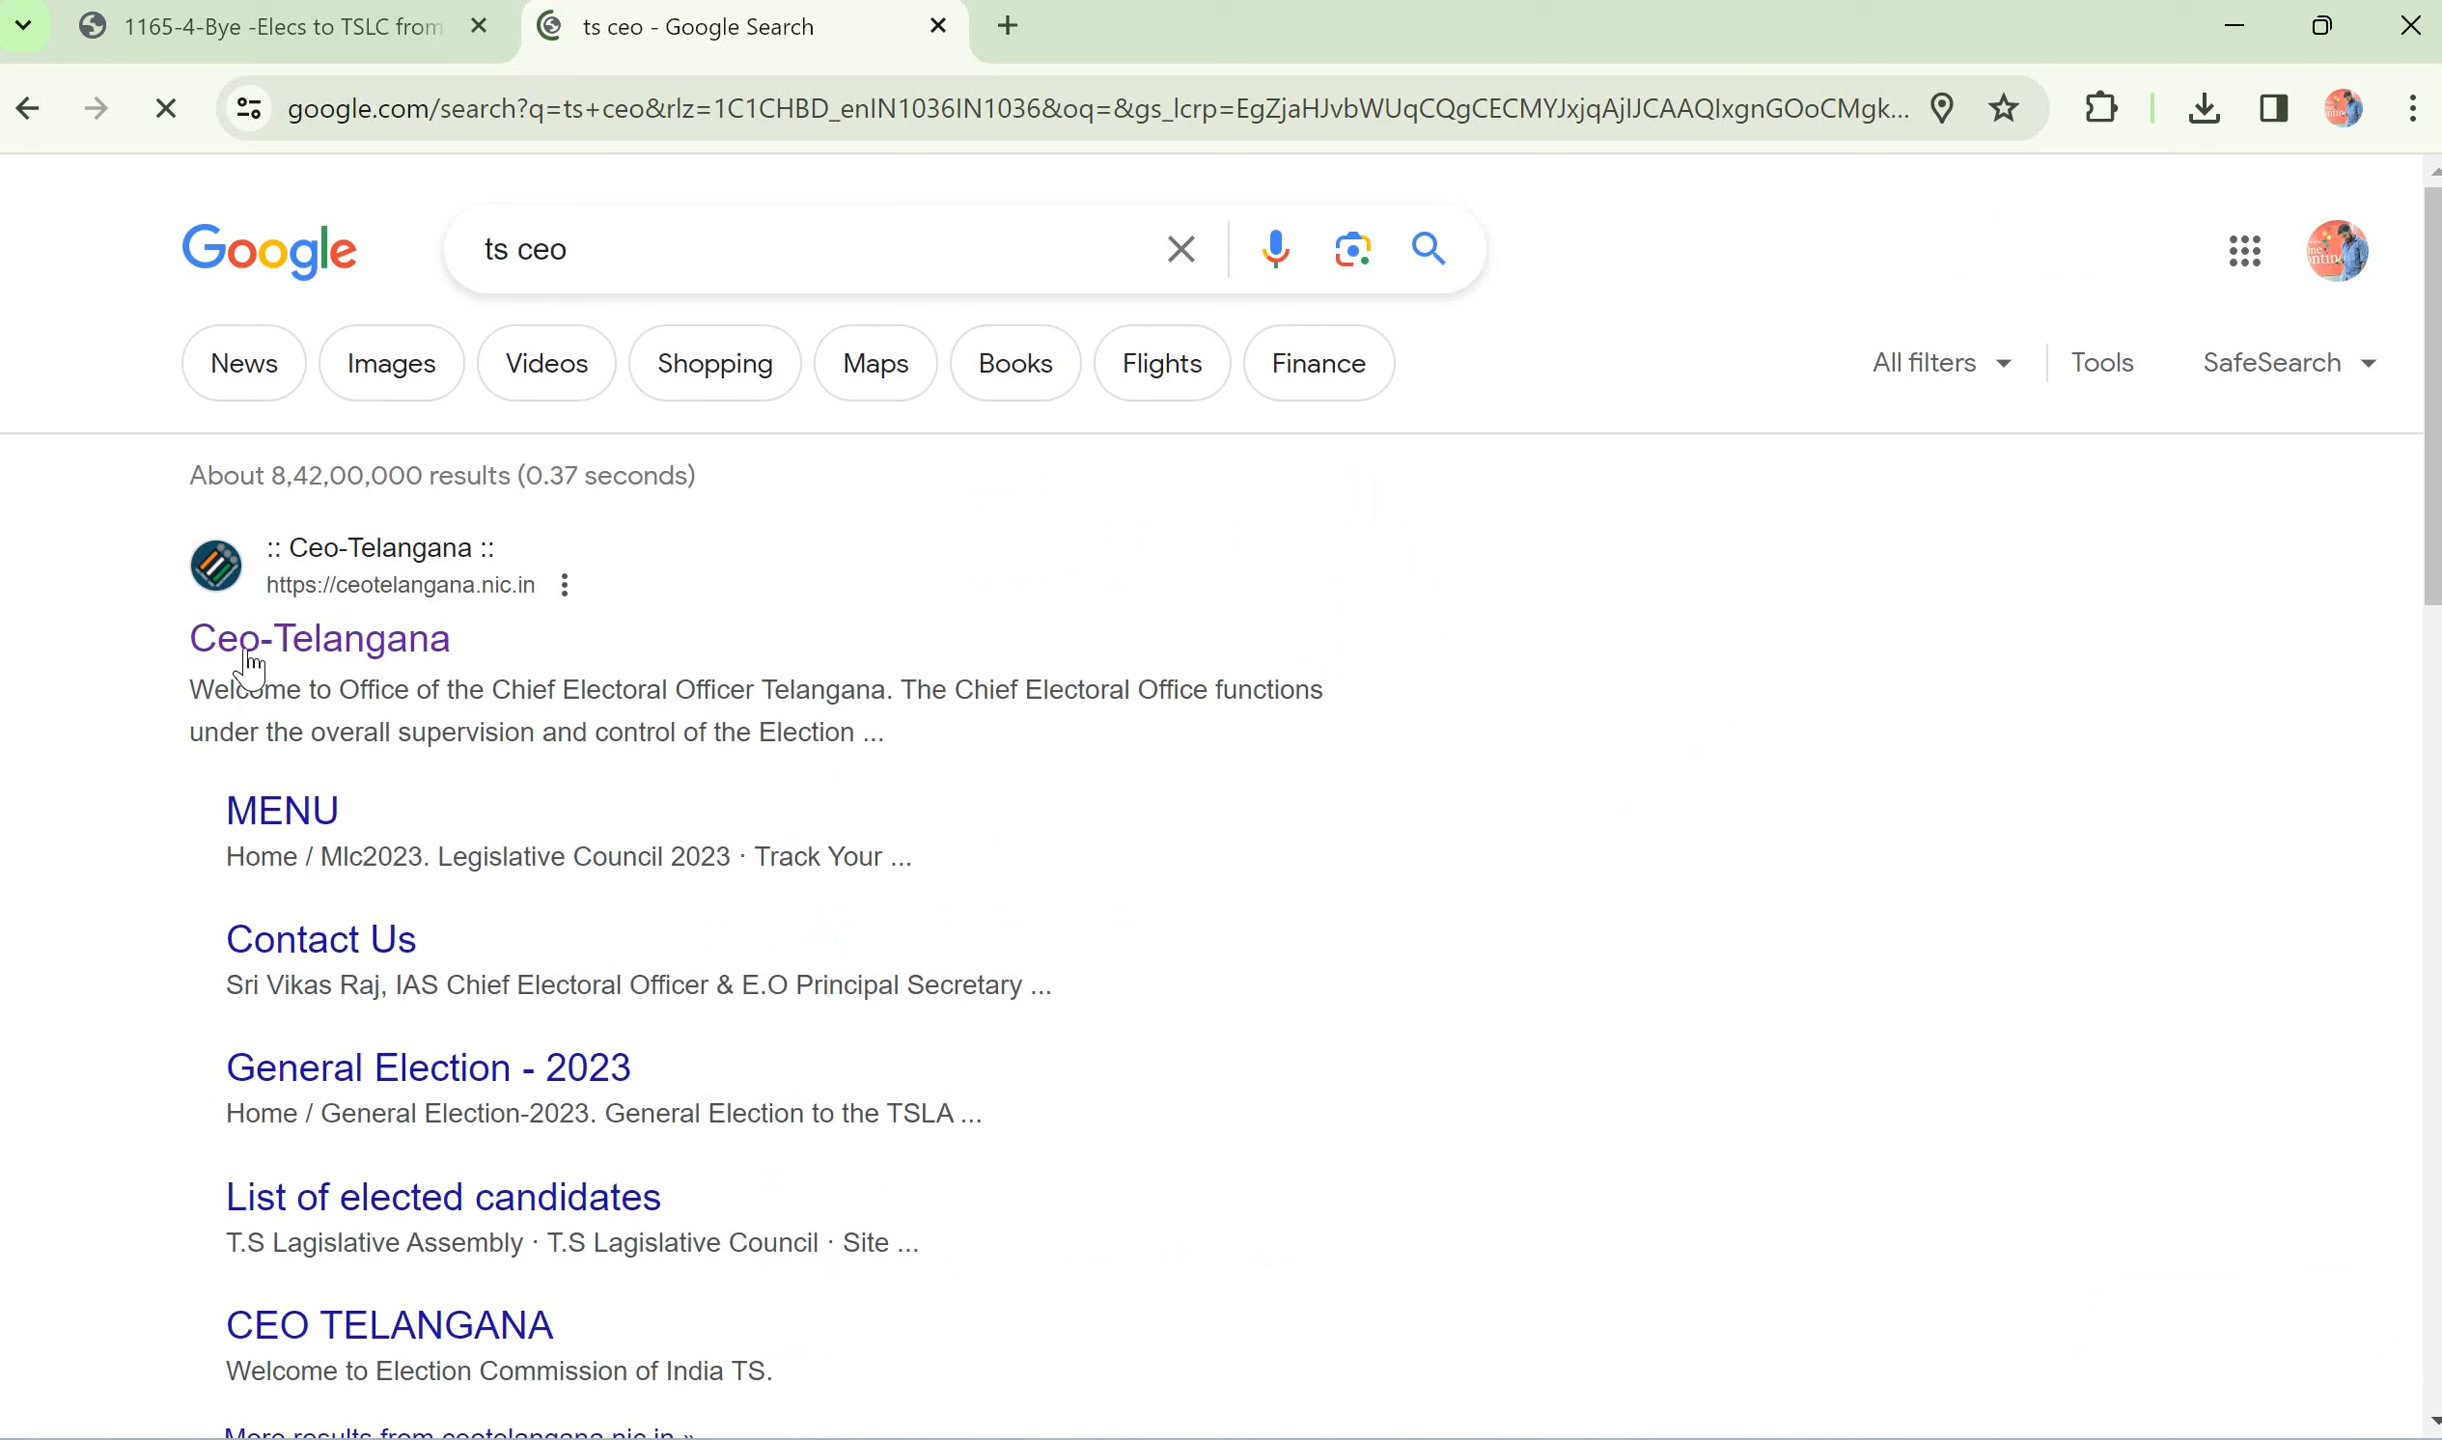 1165-4-Bye -Elecs to TSLC from
ts ceo - Google Search
google.com/search?q=ts+ceo&rlz=1C1CHBD_enIN1036IN1036&oq=&gs_lcrp=EgZjaHJvbWUqCQgCECMYJxjqAjIJCAAQIxgnGOoCMgk...
Google
ts ceo
News Images Videos Shopping Maps Books Flights Finance All filters Tools SafeSearch
About 8,42,00,000 results (0.37 seconds)
:: Ceo-Telangana ::
https://ceotelangana.nic.in
Ceo-Telangana
Welcome to Office of the Chief Electoral Officer Telangana. The Chief Electoral Office functions
under the overall supervision and control of the Election ...
MENU
Home / Mlc2023. Legislative Council 2023 · Track Your ...
Contact Us
Sri Vikas Raj, IAS Chief Electoral Officer & E.O Principal Secretary ...
General Election - 2023
Home / General Election-2023. General Election to the TSLA ...
List of elected candidates
T.S Lagislative Assembly · T.S Lagislative Council · Site ...
CEO TELANGANA
Welcome to Election Commission of India TS.
More results from ceotelangana.nic.in »